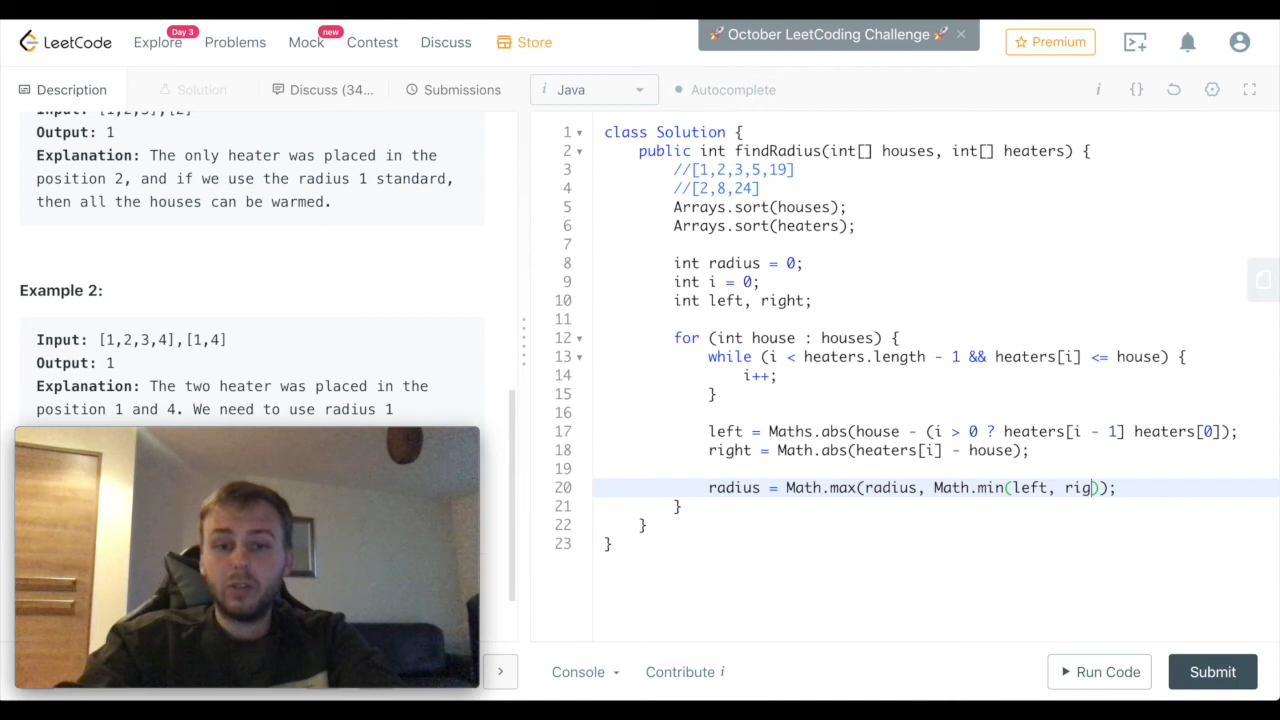 LeetCode
Explore
Day 3
Problems
Mock
new
Contest
Discuss
Store
🚀 October LeetCoding Challenge 🚀 ×
Premium
Description
Solution
Discuss (34...
Submissions
i Java
Autocomplete
Input: [1,2,3],[2]
Output: 1
Explanation: The only heater was placed in the
position 2, and if we use the radius 1 standard,
then all the houses can be warmed.
Example 2:
Input: [1,2,3,4],[1,4]
Output: 1
Explanation: The two heater was placed in the
position 1 and 4. We need to use radius 1
1 class Solution {
2 public int findRadius(int[] houses, int[] heaters) {
3 //[1,2,3,5,19]
4 //[2,8,24]
5 Arrays.sort(houses);
6 Arrays.sort(heaters);
7
8 int radius = 0;
9 int i = 0;
10 int left, right;
11
12 for (int house : houses) {
13 while (i < heaters.length - 1 && heaters[i] <= house) {
14 i++;
15 }
16
17 left = Maths.abs(house - (i > 0 ? heaters[i - 1] heaters[0]);
18 right = Math.abs(heaters[i] - house);
19
20 radius = Math.max(radius, Math.min(left, rig));
21 }
22 }
23 }
Console
Contribute i
Run Code
Submit